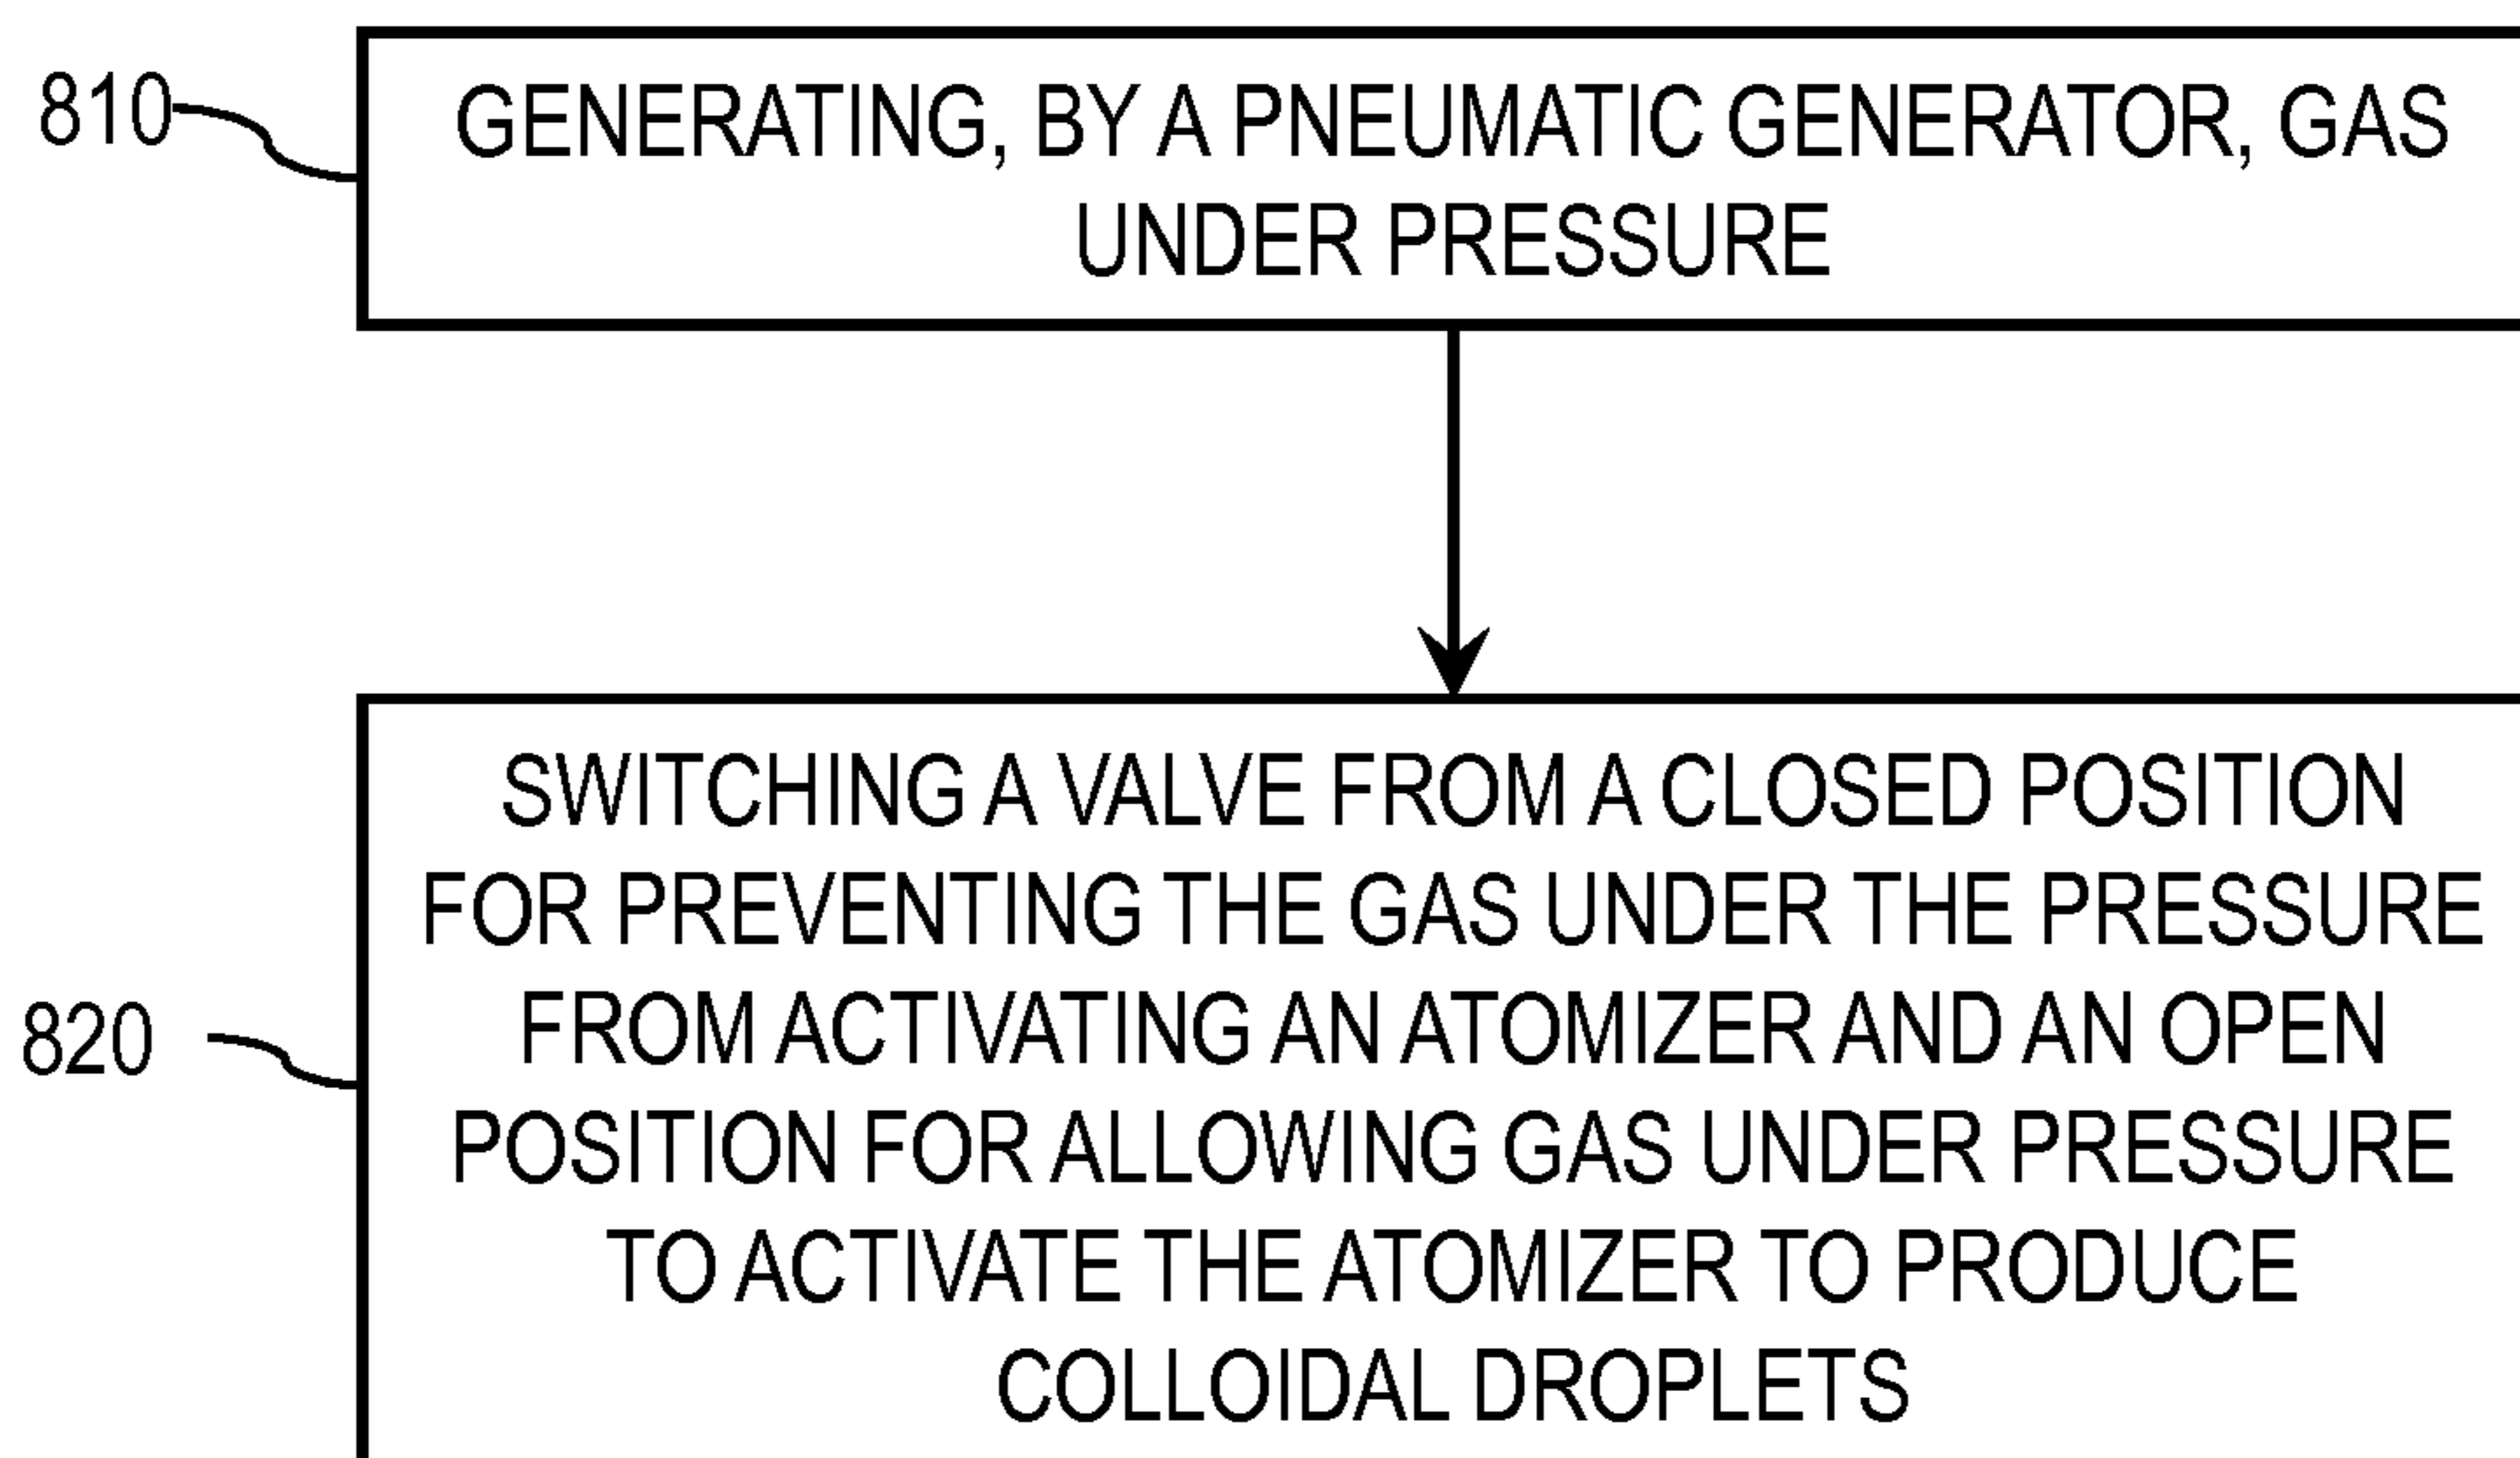 810
GENERATING, BY A PNEUMATIC GENERATOR, GAS
UNDER PRESSURE
SWITCHING A VALVE FROM A CLOSED POSITION
FOR PREVENTING THE GAS UNDER THE PRESSURE
FROM ACTIVATING AN ATOMIZER AND AN OPEN
820
POSITION FOR ALLOWING GAS UNDER PRESSURE
TO ACTIVATE THE ATOMIZER TO PRODUCE
COLLOIDAL DROPLETS